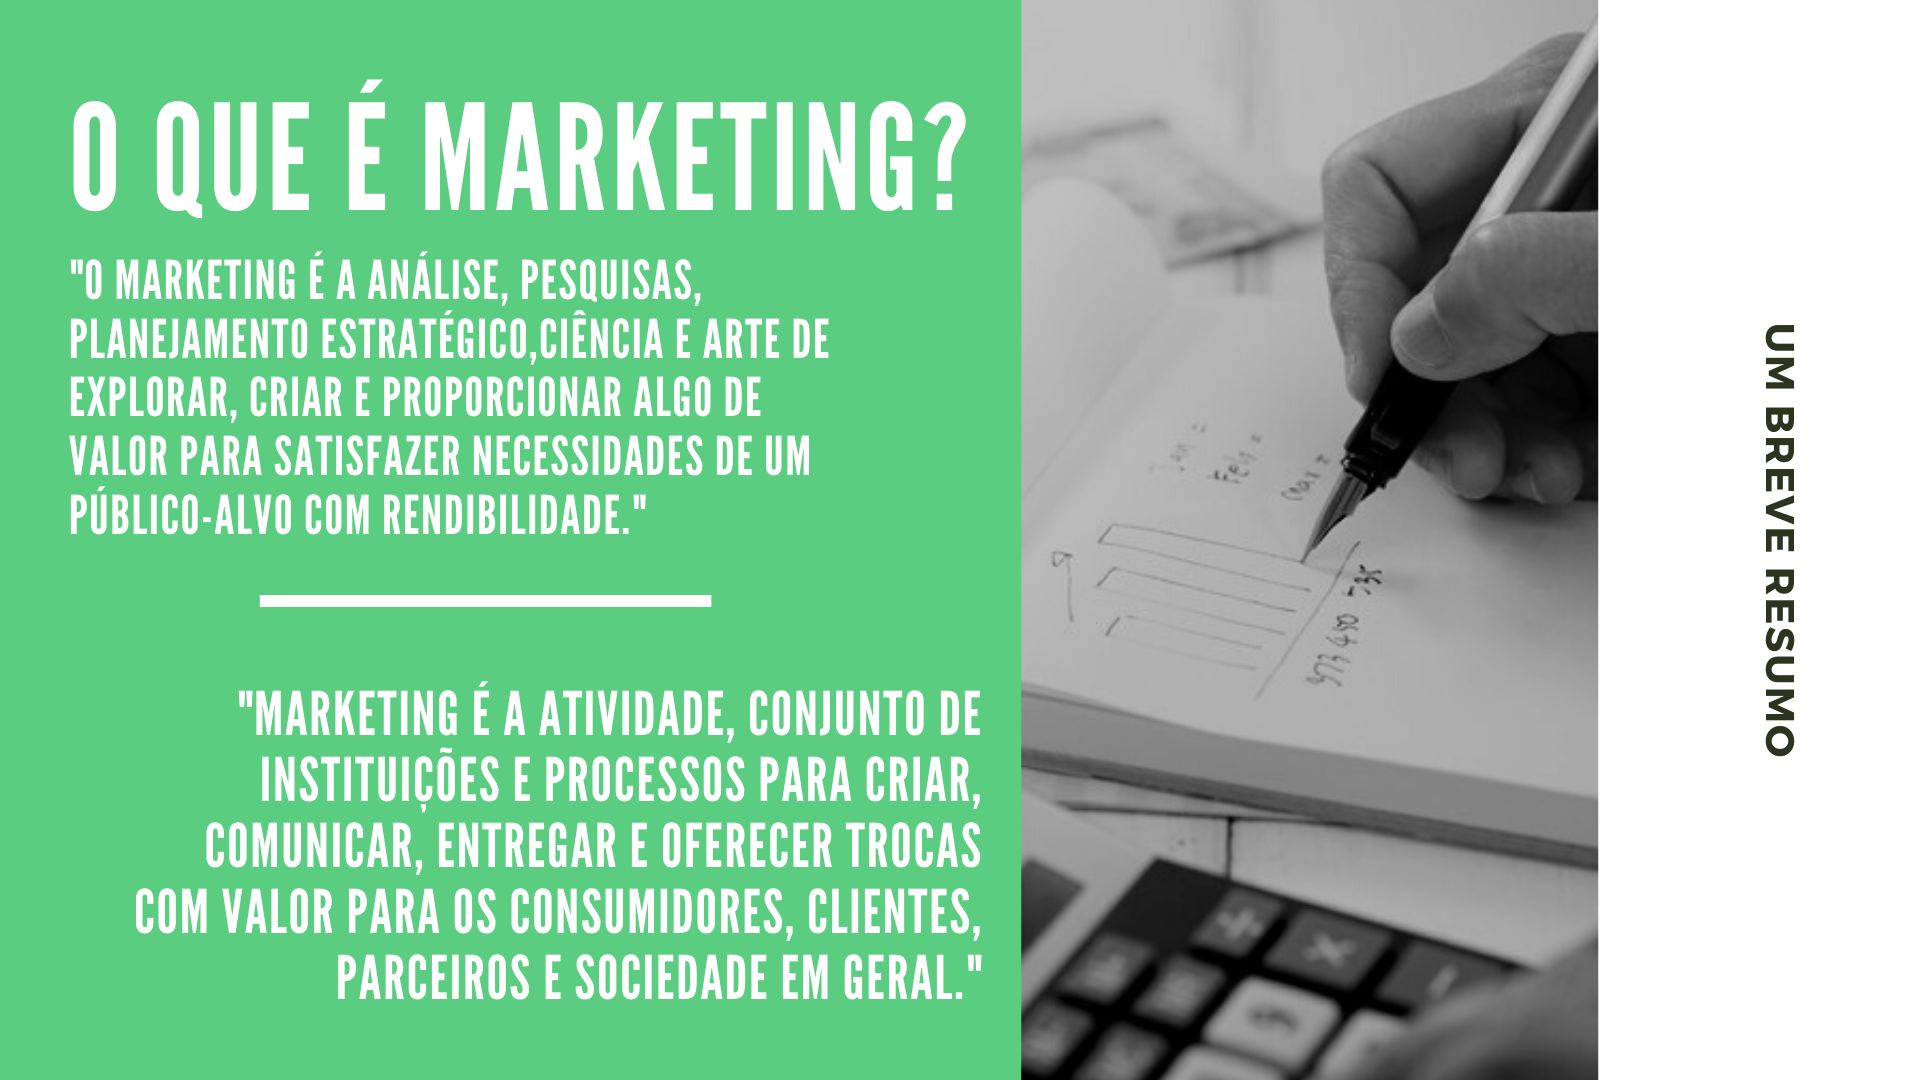 O QUE É MARKETING?
"O MARKETING É A ANÁLISE, PESQUISAS,
PLANEJAMENTO ESTRATÉGICO,CIÊNCIA E ARTE DE
EXPLORAR, CRIAR E PROPORCIONAR ALGO DE
VALOR PARA SATISFAZER NECESSIDADES DE UM
PÚBLICO-ALVO COM RENDIBILIDADE."
"MARKETING É A ATIVIDADE, CONJUNTO DE
INSTITUIÇÕES E PROCESSOS PARA CRIAR,
COMUNICAR, ENTREGAR E OFERECER TROCAS
COM VALOR PARA OS CONSUMIDORES, CLIENTES,
PARCEIROS E SOCIEDADE EM GERAL."
UM BREVE RESUMO